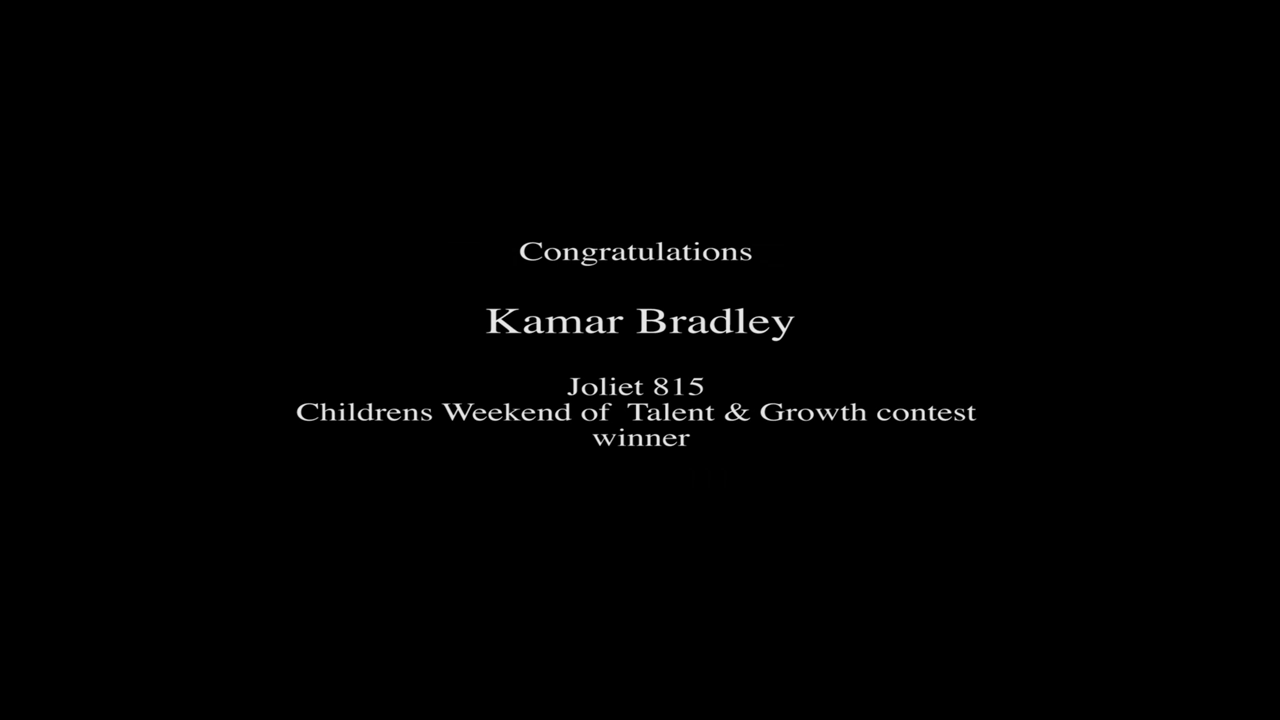 Congratulations
Kamar Bradley
Joliet 815
Childrens Weekend of  Talent & Growth contest
winner